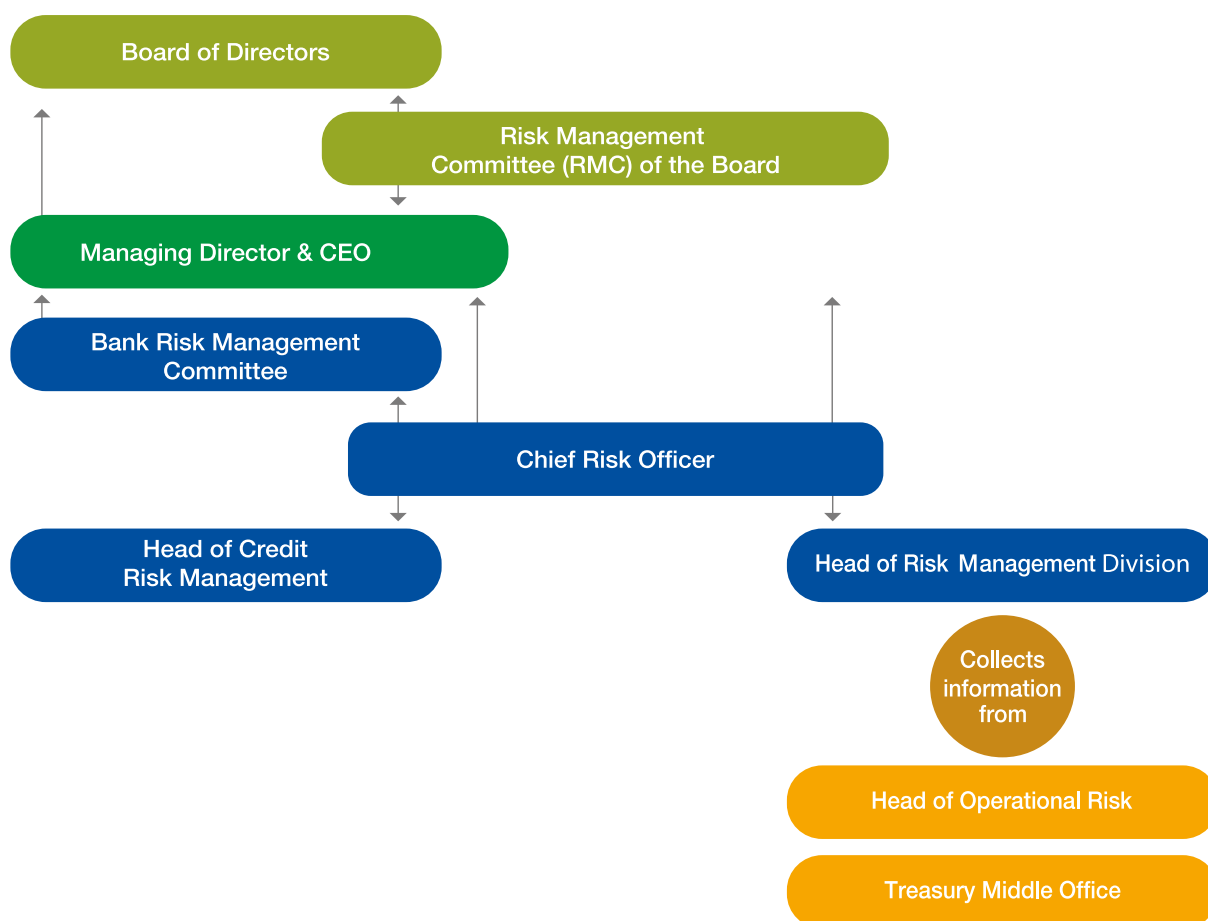 Board of Directors
Risk Management
Committee (RMC) of the Board
Managing Director & CEO
Bank Risk Management
Committee
Chief Risk Officer
Head of Credit
Risk Management
Head of Risk Management Division
Collects
information
from
Head of Operational Risk
Treasury Middle Office